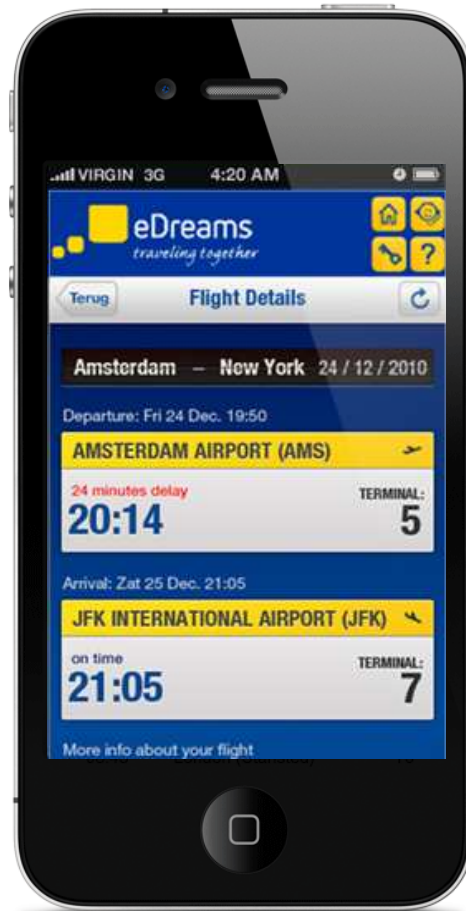 VIRGIN 3G 4:20 AM
eDreams
traveling together
?
Terug Flight Details
Amsterdam – New York 24 / 12 / 2010
Departure: Fri 24 Dec. 19:50
AMSTERDAM AIRPORT (AMS)
24 minutes delay TERMINAL:
20:14 5
Arrival: Zat 25 Dec. 21:05
JFK INTERNATIONAL AIRPORT (JFK)
on time TERMINAL:
21:05 7
More info about your flight